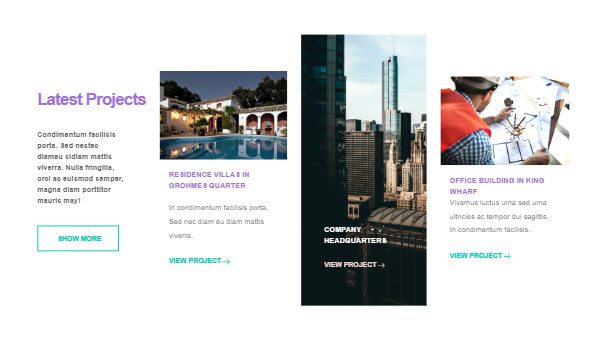 Latest Projects
Condimentum facilisis
porta. Sed nesteo
diameu sidiam mattis
viverra. Nulla fringilla,
orci ac euismod semper,
magna diam porttitor
mauris may!
SHOW MORE
RESIDENCE VILLAS IN
GROHMES QUARTER
In condimentum facilisis porta.
Sed nec diam eu diam mattis
viverra.
VIEW PROJECT →
COMPANY
HEADQUARTERS
VIEW PROJECT →
OFFICE BUILDING IN KING
WHARF
Vivamus luctus urna sed urna
ultricies ac tempor dui sagittis.
In condimentum facilisis.
VIEW PROJECT →